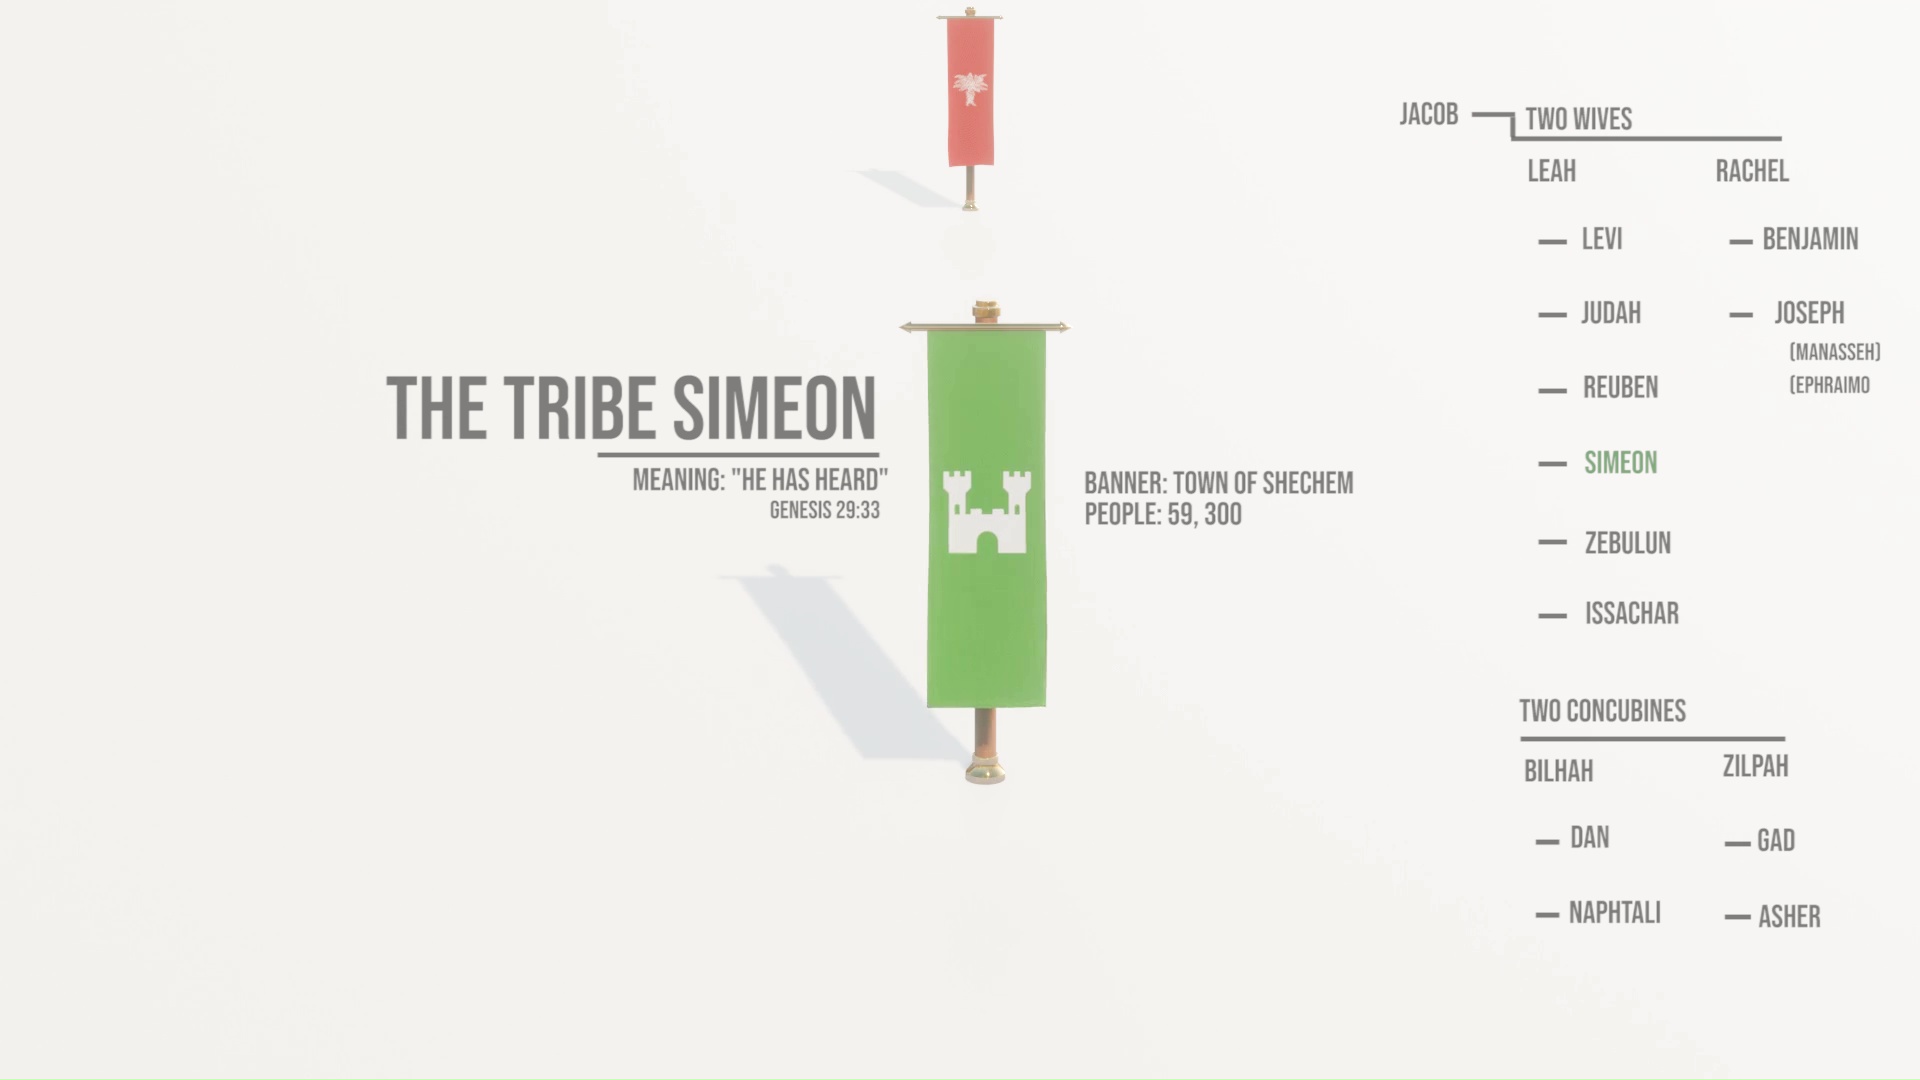 THE TRIBE SIMEON
MEANING: "HE HAS HEARD"
GENESIS 29:33
BANNER: TOWN OF SHECHEM
PEOPLE: 59, 300
JACOB
TWO WIVES
LEAH
RACHEL
LEVI
BENJAMIN
JUDAH
JOSEPH
(MANASSEH)
(EPHRAIMO
REUBEN
SIMEON
ZEBULUN
ISSACHAR
TWO CONCUBINES
BILHAH
ZILPAH
DAN
GAD
NAPHTALI
ASHER